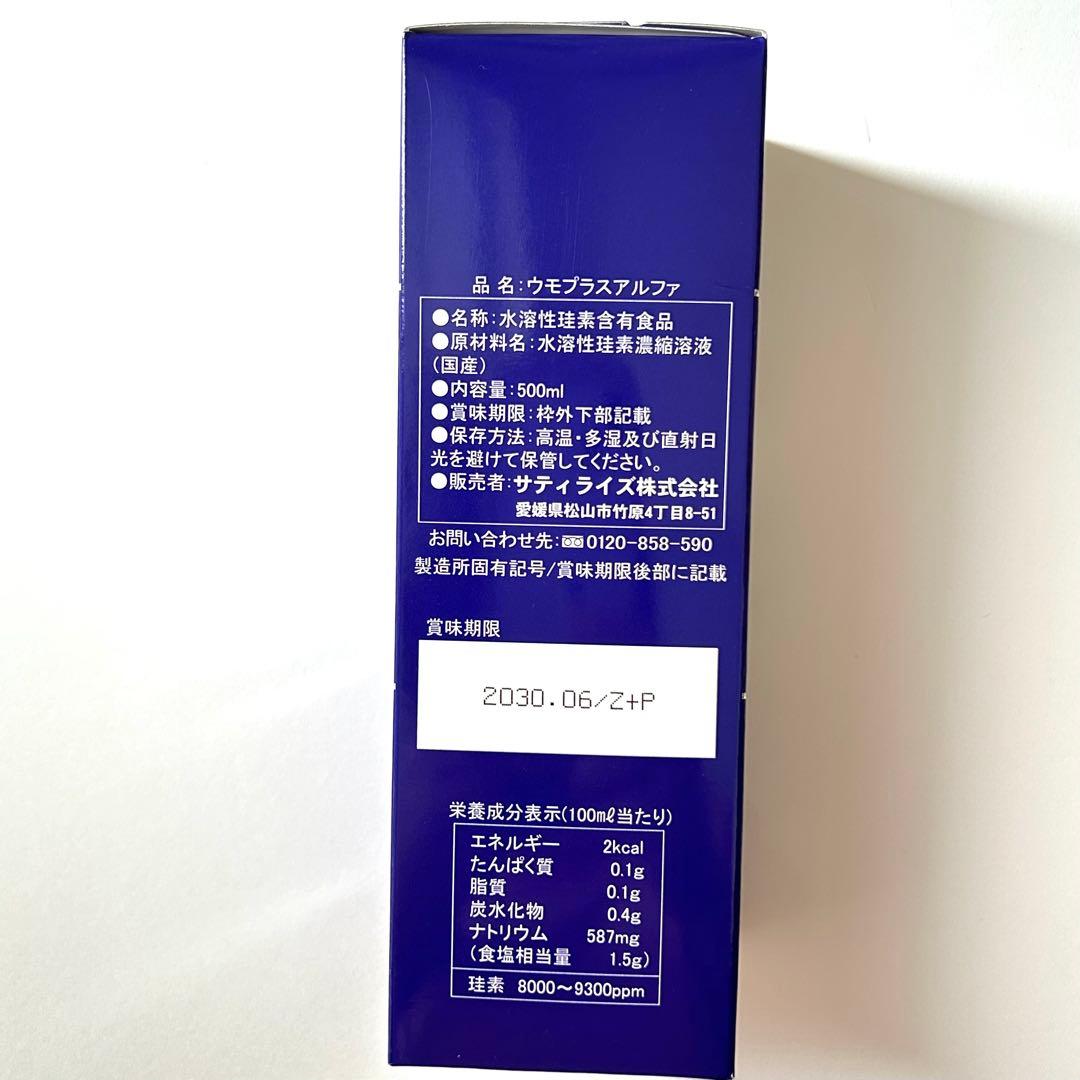 品 名:ウモプラスアルファ
●名称:水溶性珪素含有食品
●原材料名:水溶性珪素濃縮溶液
(国産)
●内容量:500ml
●賞味期限:枠外下部記載
●保存方法:高温・多湿及び直射日
光を避けて保管してください。
●販売者:サティライズ株式会社
愛媛県松山市竹原4丁目8-51
お問い合わせ先:0120-858-590
製造所固有記号/賞味期限後部に記載
賞味期限
2030.06/Z+P
栄養成分表示(100mℓ当たり)
エネルギー 2kcal
たんぱく質 0.1g
脂質 0.1g
炭水化物 0.4g
ナトリウム 587mg
(食塩相当量 1.5g)
珪素 8000～9300ppm